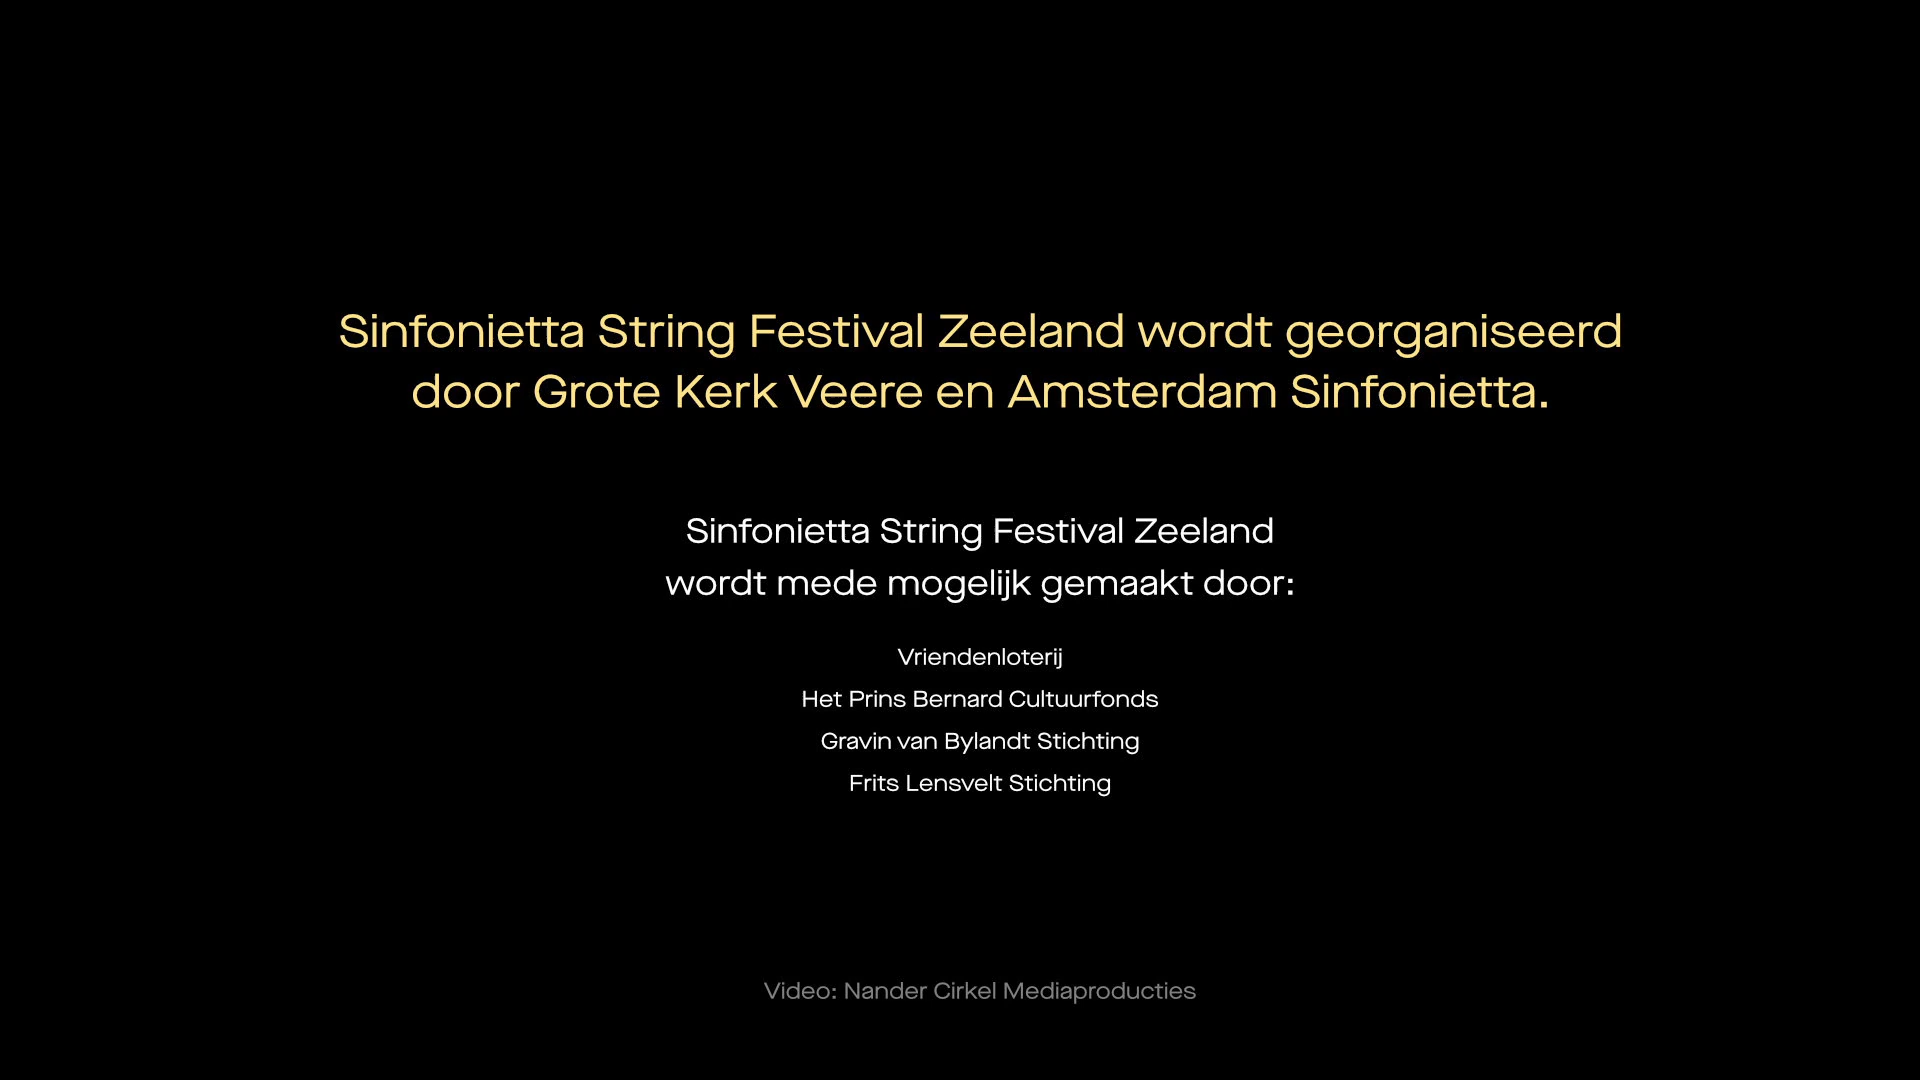 Sinfonietta String Festival Zeeland wordt georganiseerd
door Grote Kerk Veere en Amsterdam Sinfonietta.
Sinfonietta String Festival Zeeland
wordt mede mogelijk gemaakt door:
Vriendenloterij
Het Prins Bernard Cultuurfonds
Gravin van Bylandt Stichting
Frits Lensvelt Stichting
Video: Nander Cirkel Mediaproducties